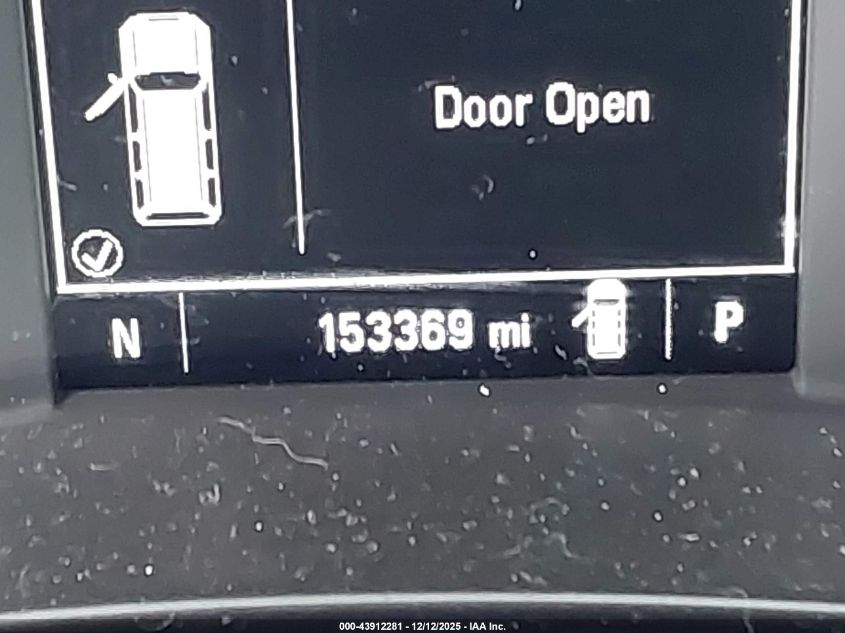 Door Open
N 153369 mi P
000-43912281 - 12/12/2025 - IAA Inc.